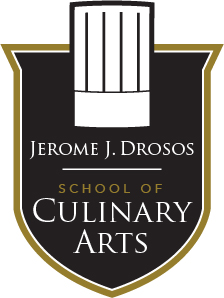 JEROME J. DROSOS
SCHOOL OF
CULINARY
ARTS